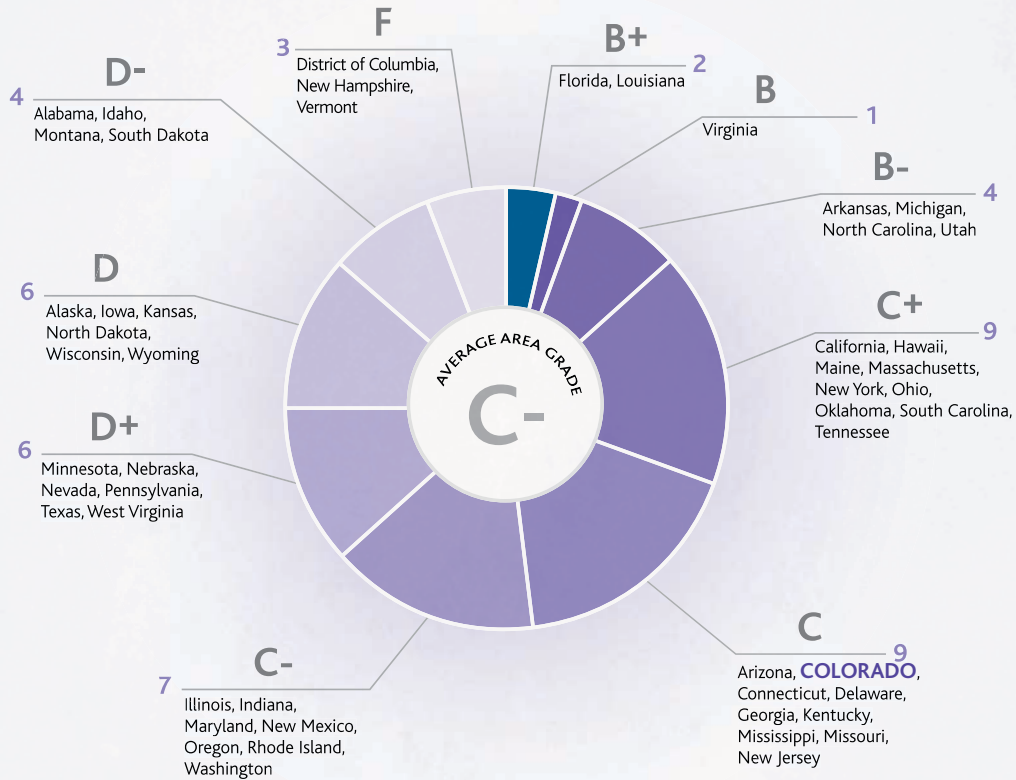 F
3
District of Columbia,
New Hampshire,
Vermont
B+
2
Florida, Louisiana
B
1
Virginia
B-
4
Arkansas, Michigan,
North Carolina, Utah
C+
9
California, Hawaii,
Maine, Massachusetts,
New York, Ohio,
Oklahoma, South Carolina,
Tennessee
C
9
Arizona, COLORADO,
Connecticut, Delaware,
Georgia, Kentucky,
Mississippi, Missouri,
New Jersey
C-
7
Illinois, Indiana,
Maryland, New Mexico,
Oregon, Rhode Island,
Washington
D+
6
Minnesota, Nebraska,
Nevada, Pennsylvania,
Texas, West Virginia
D
6
Alaska, Iowa, Kansas,
North Dakota,
Wisconsin, Wyoming
D-
4
Alabama, Idaho,
Montana, South Dakota
AVERAGE AREA GRADE
C-